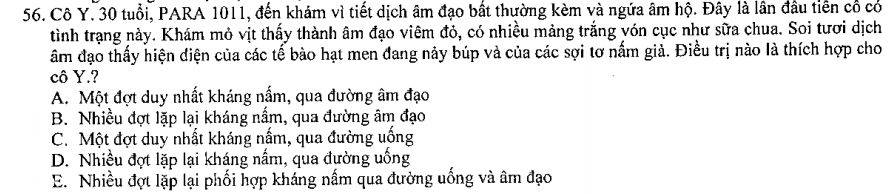 56. Cô Y. 30 tuổi, PARA 1011, đến khám vì tiết dịch âm đạo bất thường kèm và ngứa âm hộ. Đây là lần đầu tiên cô có
tình trạng này. Khám mỏ vịt thấy thành âm đạo viêm đỏ, có nhiều mảng trắng vón cục như sữa chua. Soi tươi dịch
âm đạo thấy hiện diện của các tế bào hạt men đang nảy búp và của các sợi tơ nấm giả. Điều trị nào là thích hợp cho
cô Y.?
A. Một đợt duy nhất kháng nấm, qua đường âm đạo
B. Nhiều đợt lặp lại kháng nấm, qua đường âm đạo
C. Một đợt duy nhất kháng nấm, qua đường uống
D. Nhiều đợt lặp lại kháng nấm, qua đường uống
E. Nhiều đợt lặp lại phối hợp kháng nấm qua đường uống và âm đạo